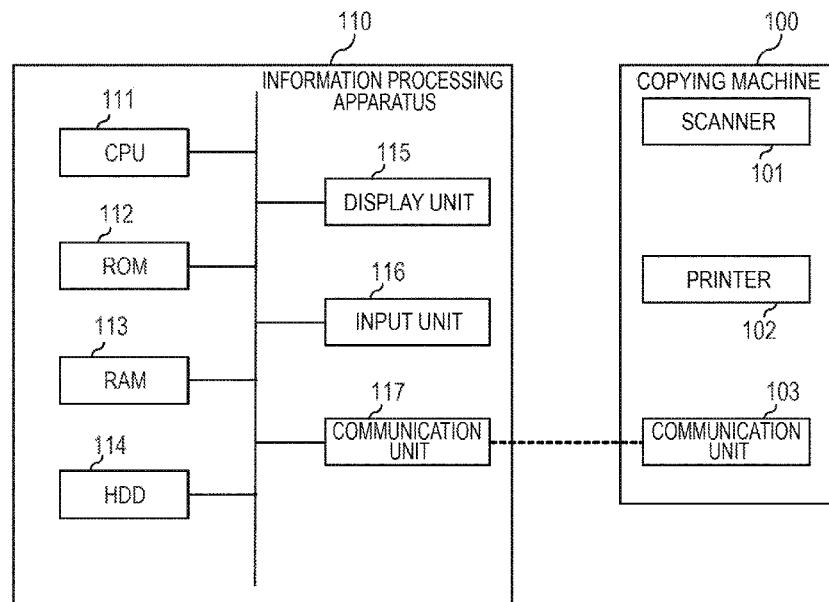 110
INFORMATION PROCESSING
APPARATUS
111
CPU
112
ROM
113
RAM
114
HDD
115
DISPLAY UNIT
116
INPUT UNIT
117
COMMUNICATION
UNIT
100
COPYING MACHINE
SCANNER
101
PRINTER
102
103
COMMUNICATION
UNIT